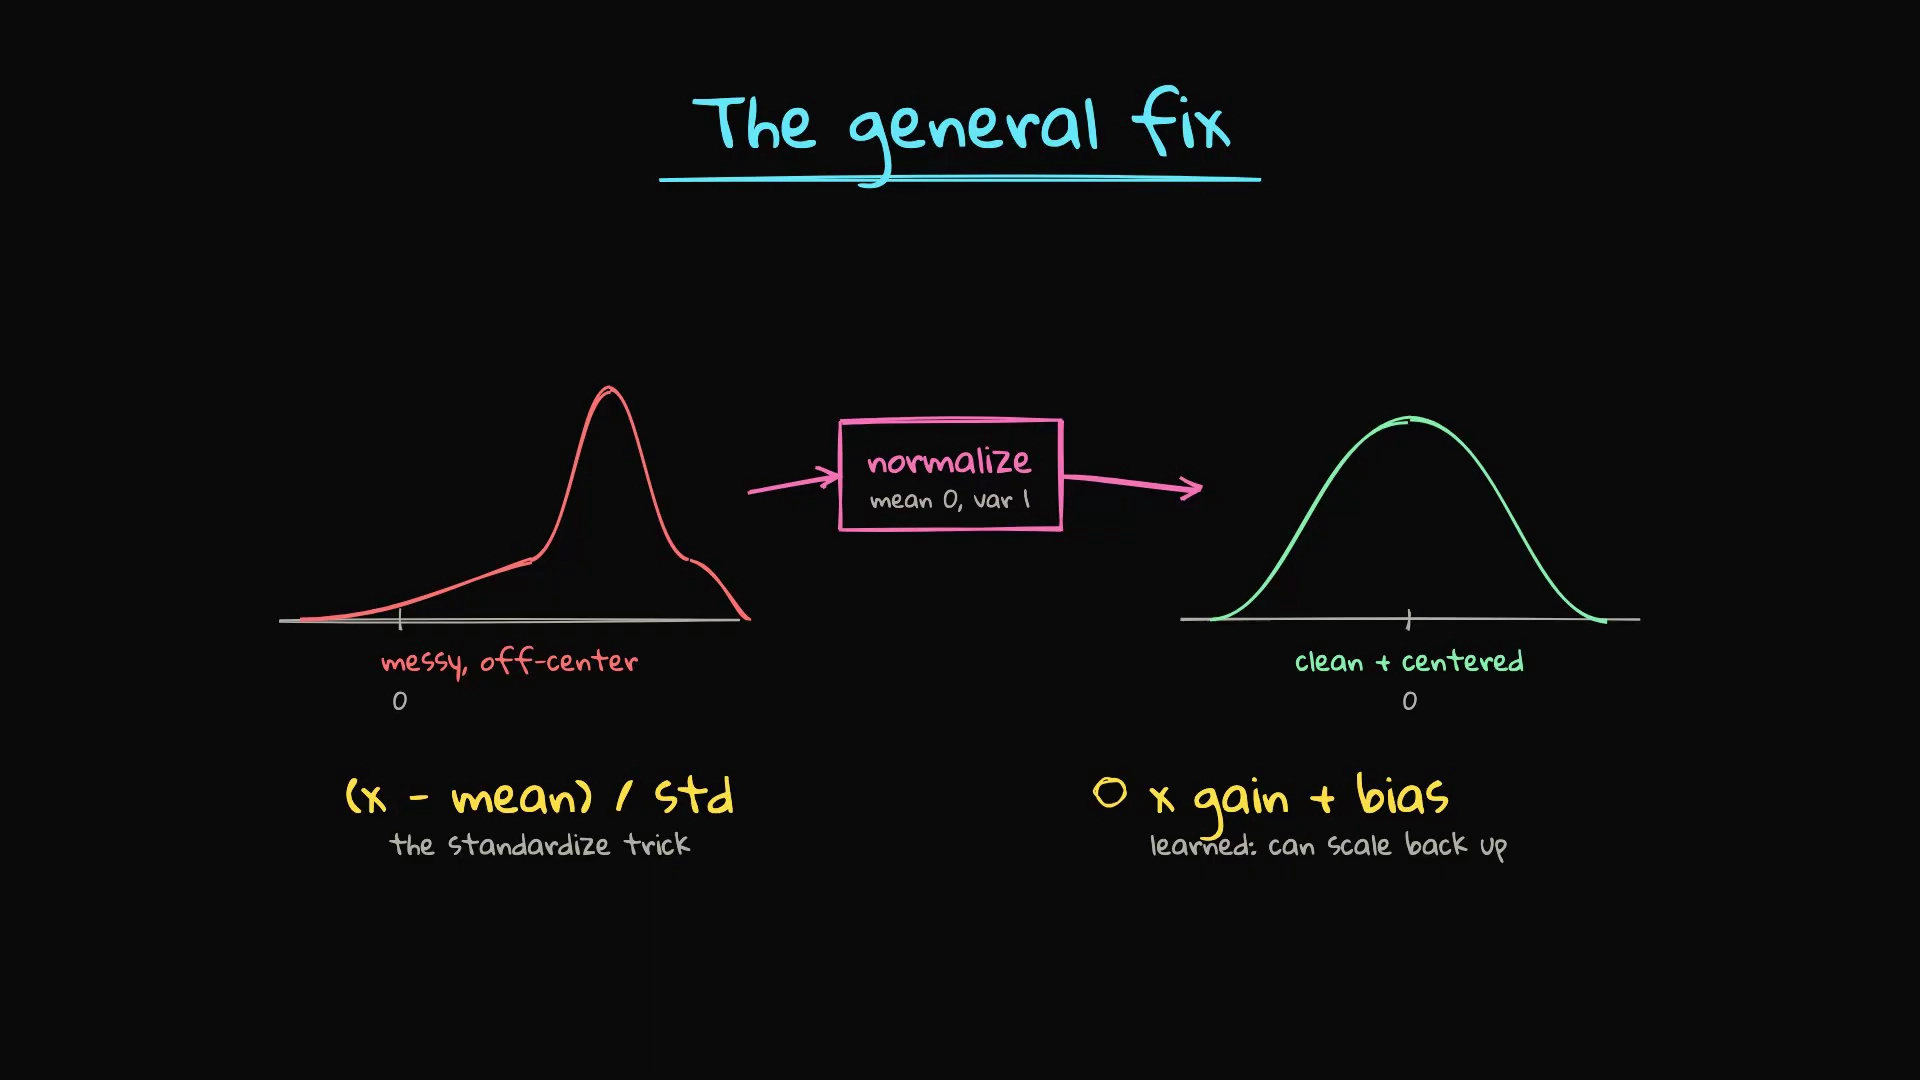 The general fix
normalize
mean 0, var 1
messy, off-center
0
clean + centered
0
(x - mean) / std
the standardize trick
O x gain + bias
learned: can scale back up